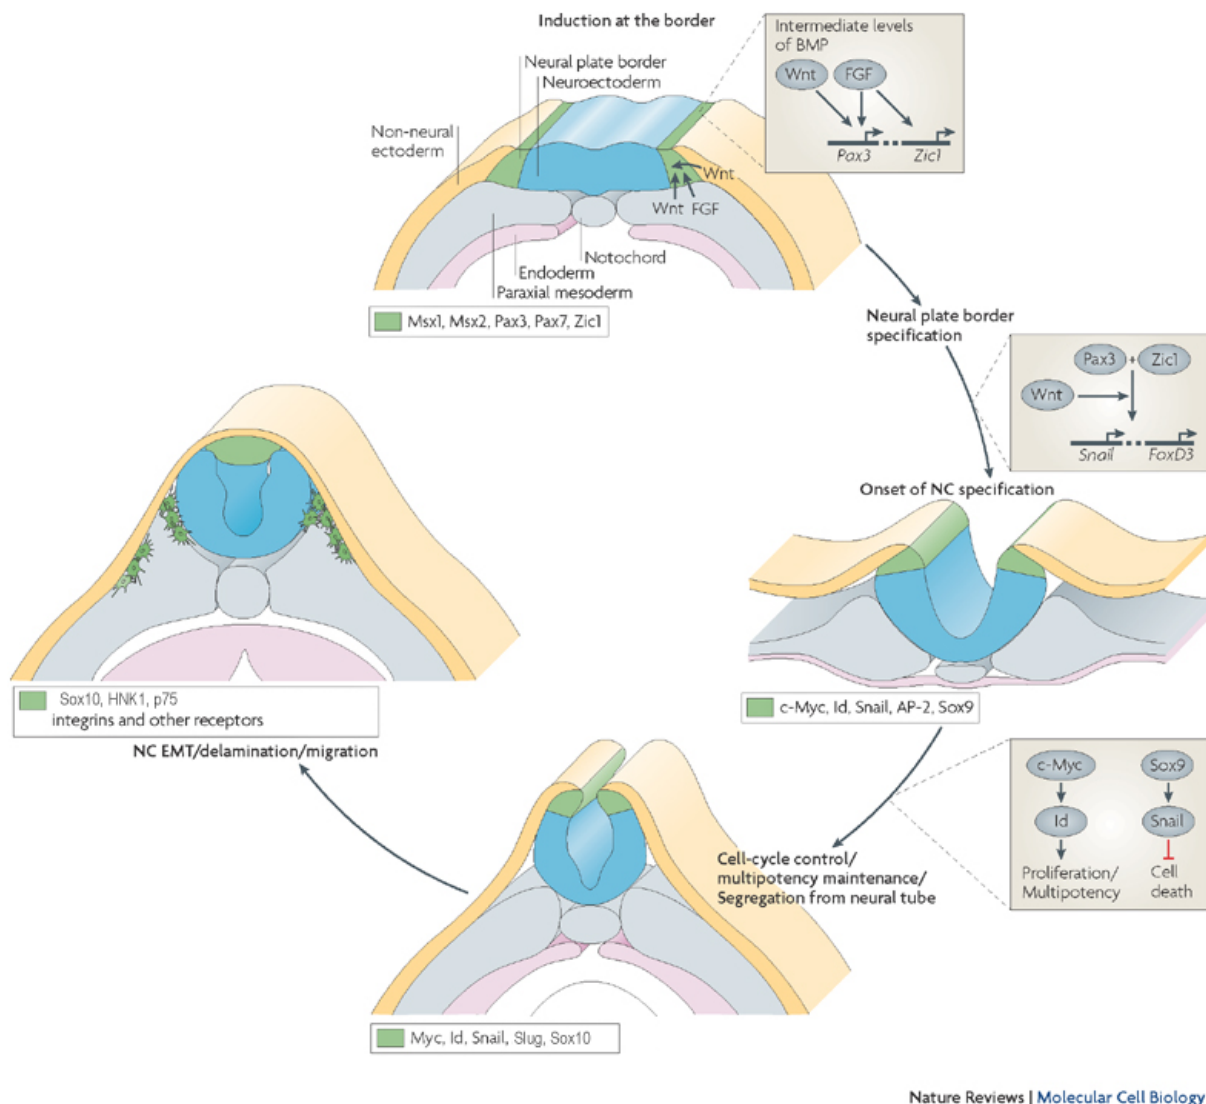 Induction at the border
Intermediate levels
of BMP
Wnt
FGF
Pax3
Zic1
Neural plate border
Neuroectoderm
Non-neural
ectoderm
Wnt
Wnt
FGF
Notochord
Endoderm
Paraxial mesoderm
Msx1, Msx2, Pax3, Pax7, Zic1
Neural plate border
specification
Pax3
+
Zic1
Wnt
Snail
FoxD3
Onset of NC specification
c-Myc, Id, Snail, AP-2, Sox9
c-Myc
Sox9
Id
Snail
Proliferation/
Multipotency
Cell
death
Cell-cycle control/
multipotency maintenance/
Segregation from neural tube
Myc, Id, Snail, Slug, Sox10
Sox10, HNK1, p75
integrins and other receptors
NC EMT/delamination/migration
Nature Reviews | Molecular Cell Biology